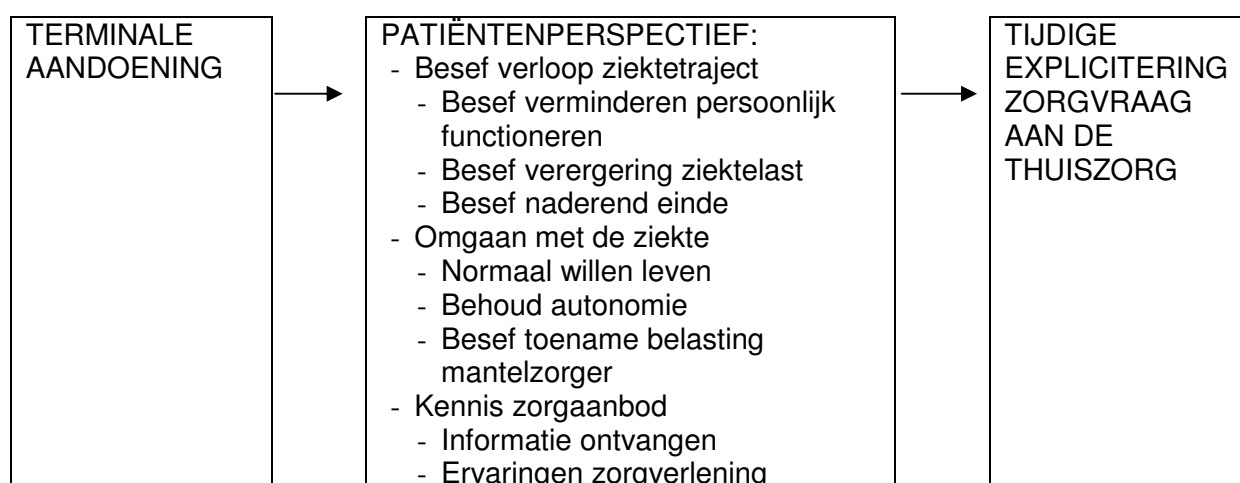 TERMINALE
AANDOENING
PATIËNTENPERSPECTIEF:
- Besef verloop ziektetraject
- Besef verminderen persoonlijk
functioneren
- Besef verergering ziektelast
- Besef naderend einde
- Omgaan met de ziekte
- Normaal willen leven
- Behoud autonomie
- Besef toename belasting
mantelzorger
- Kennis zorgaanbod
- Informatie ontvangen
- Ervaringen zorgverlening
TIJDIGE
EXPLICITERING
ZORGVRAAG
AAN DE
THUISZORG